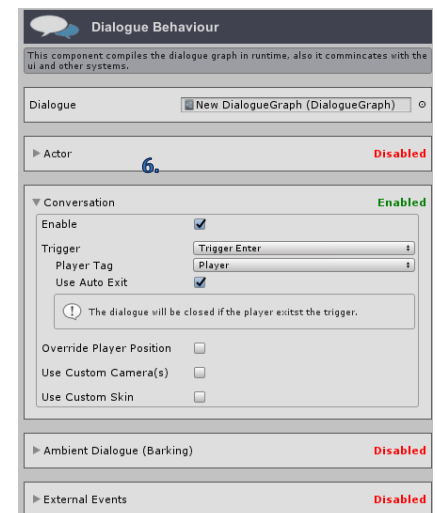 Dialogue Behaviour
This component compiles the dialogue graph in runtime, also it commincates with the
ui and other systems.
Dialogue New DialogueGraph (DialogueGraph)
Actor Disabled
6.
Conversation Enabled
Enable
Trigger Trigger Enter
Player Tag Player
Use Auto Exit
The dialogue will be closed if the player exitst the trigger.
Override Player Position
Use Custom Camera(s)
Use Custom Skin
Ambient Dialogue (Barking) Disabled
External Events Disabled